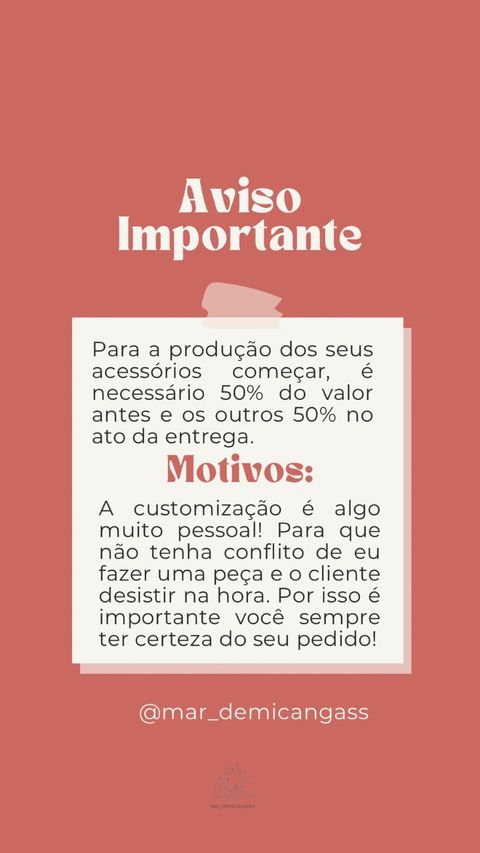 Aviso
Importante
Para a produção dos seus
acessórios começar, é
necessário 50% do valor
antes e os outros 50% no
ato da entrega.
Motivos:
A customização é algo
muito pessoal! Para que
não tenha conflito de eu
fazer uma peça e o cliente
desistir na hora. Por isso é
importante você sempre
ter certeza do seu pedido!
@mar_demicangass
mar_demicangass